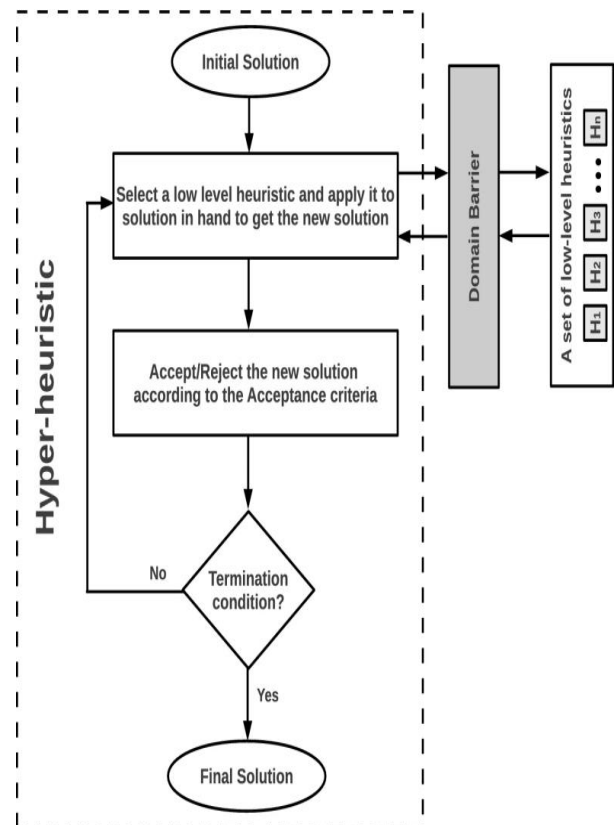 Initial Solution
Select a low level heuristic and apply it to
solution in hand to get the new solution
Accept/Reject the new solution
according to the Acceptance criteria
Termination
condition?
No
Yes
Final Solution
Hyper-heuristic
Domain Barrier
A set of low-level heuristics
H₁ H₂ H₃ ••• Hn